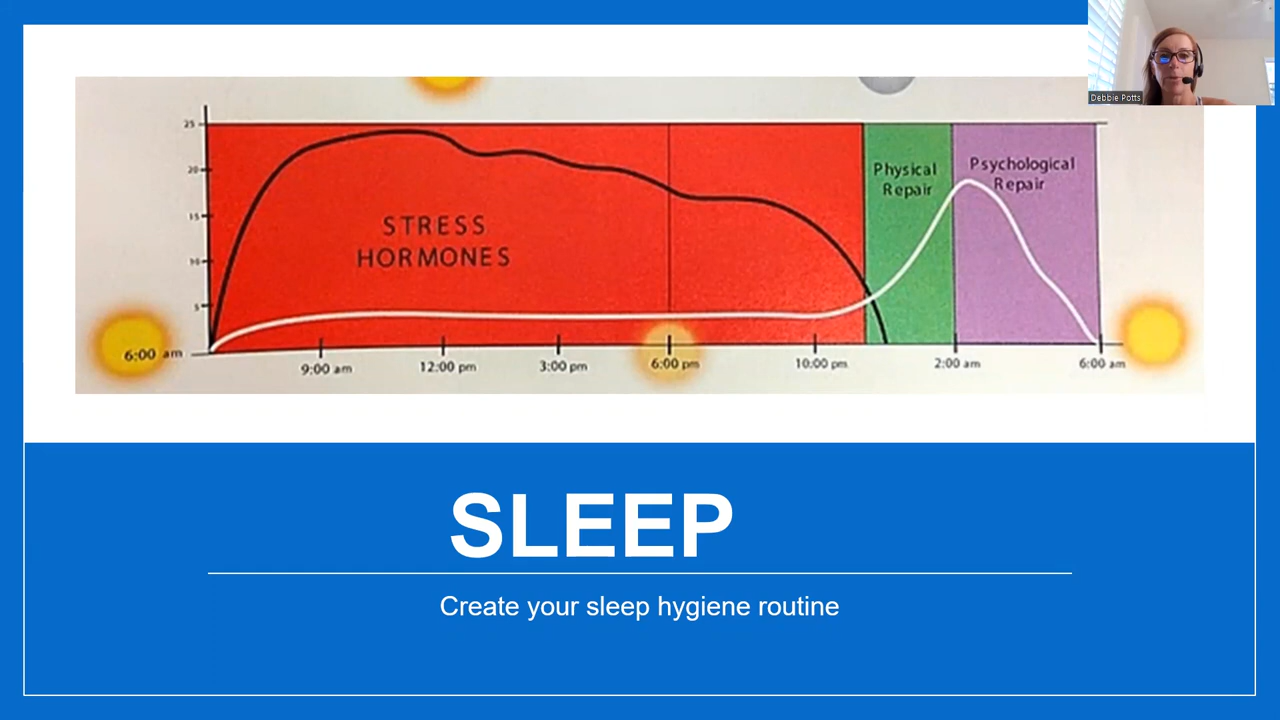 Debbie Potts
25
20
15
10
5
STRESS
HORMONES
Physical
Repair
Psychological
Repair
6:00 am
9:00 am
12:00 pm
3:00 pm
6:00 pm
10:00 pm
2:00 am
6:00 am
SLEEP
Create your sleep hygiene routine